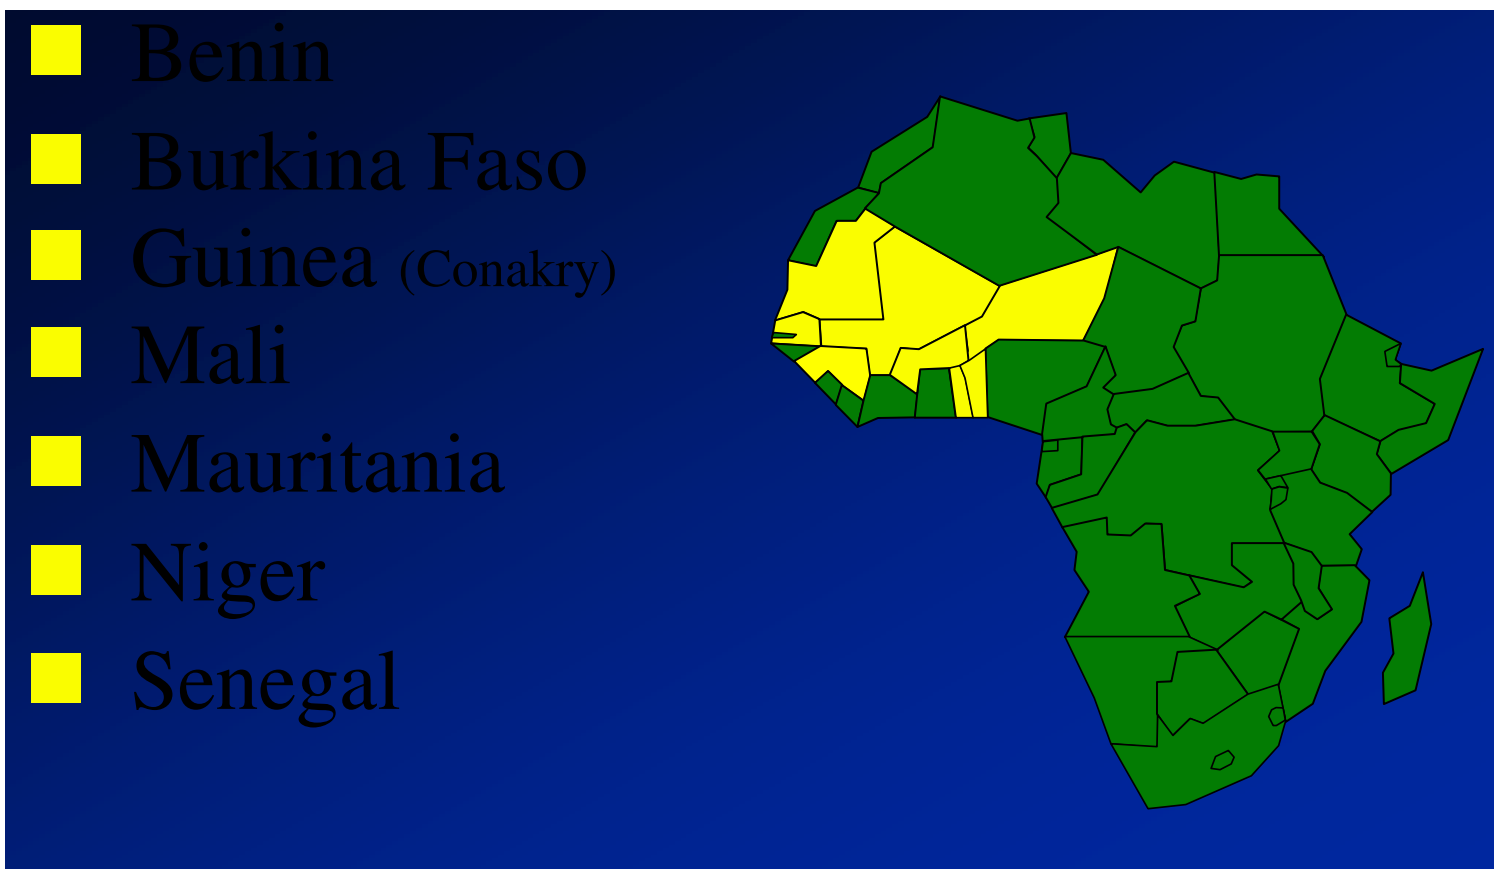 Benin
Burkina Faso
Guinea (Conakry)
Mali
Mauritania
Niger
Senegal